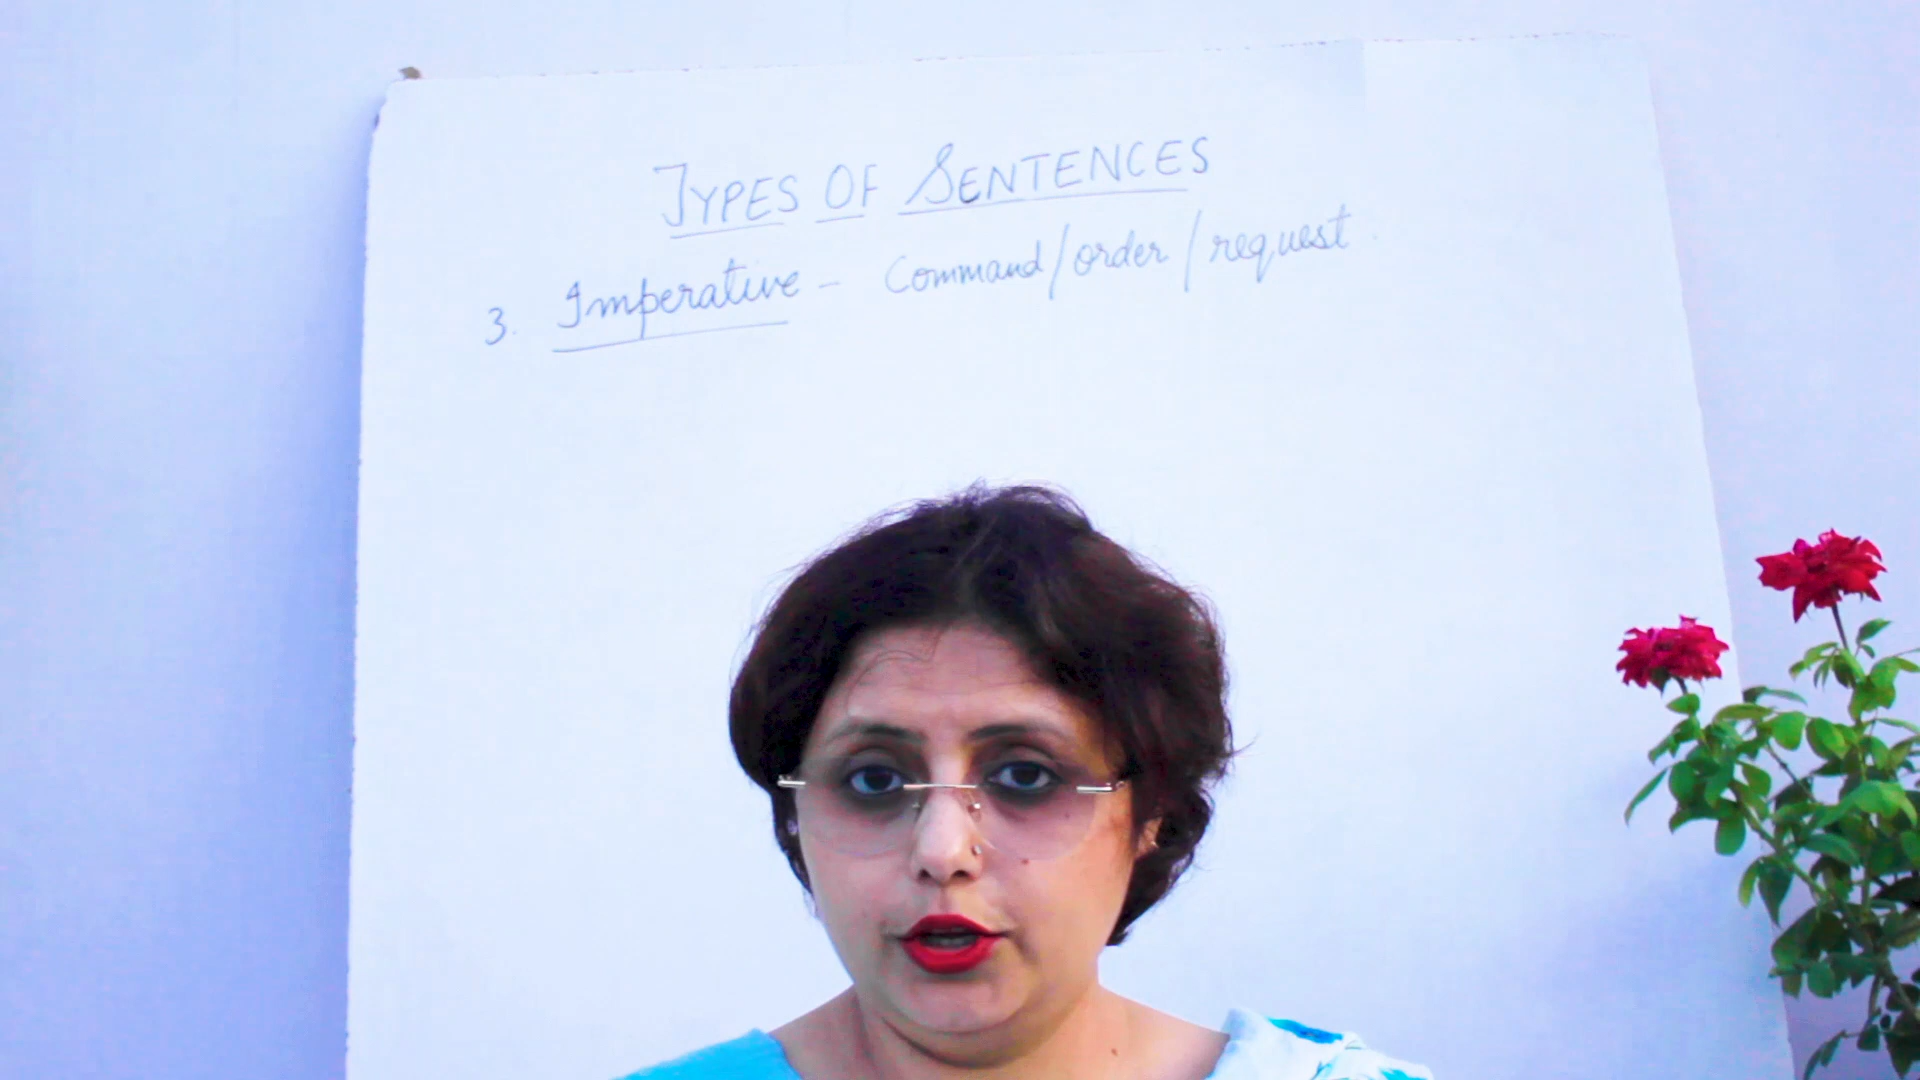 TYPES OF SENTENCES
3. Imperative - Command/order/request.